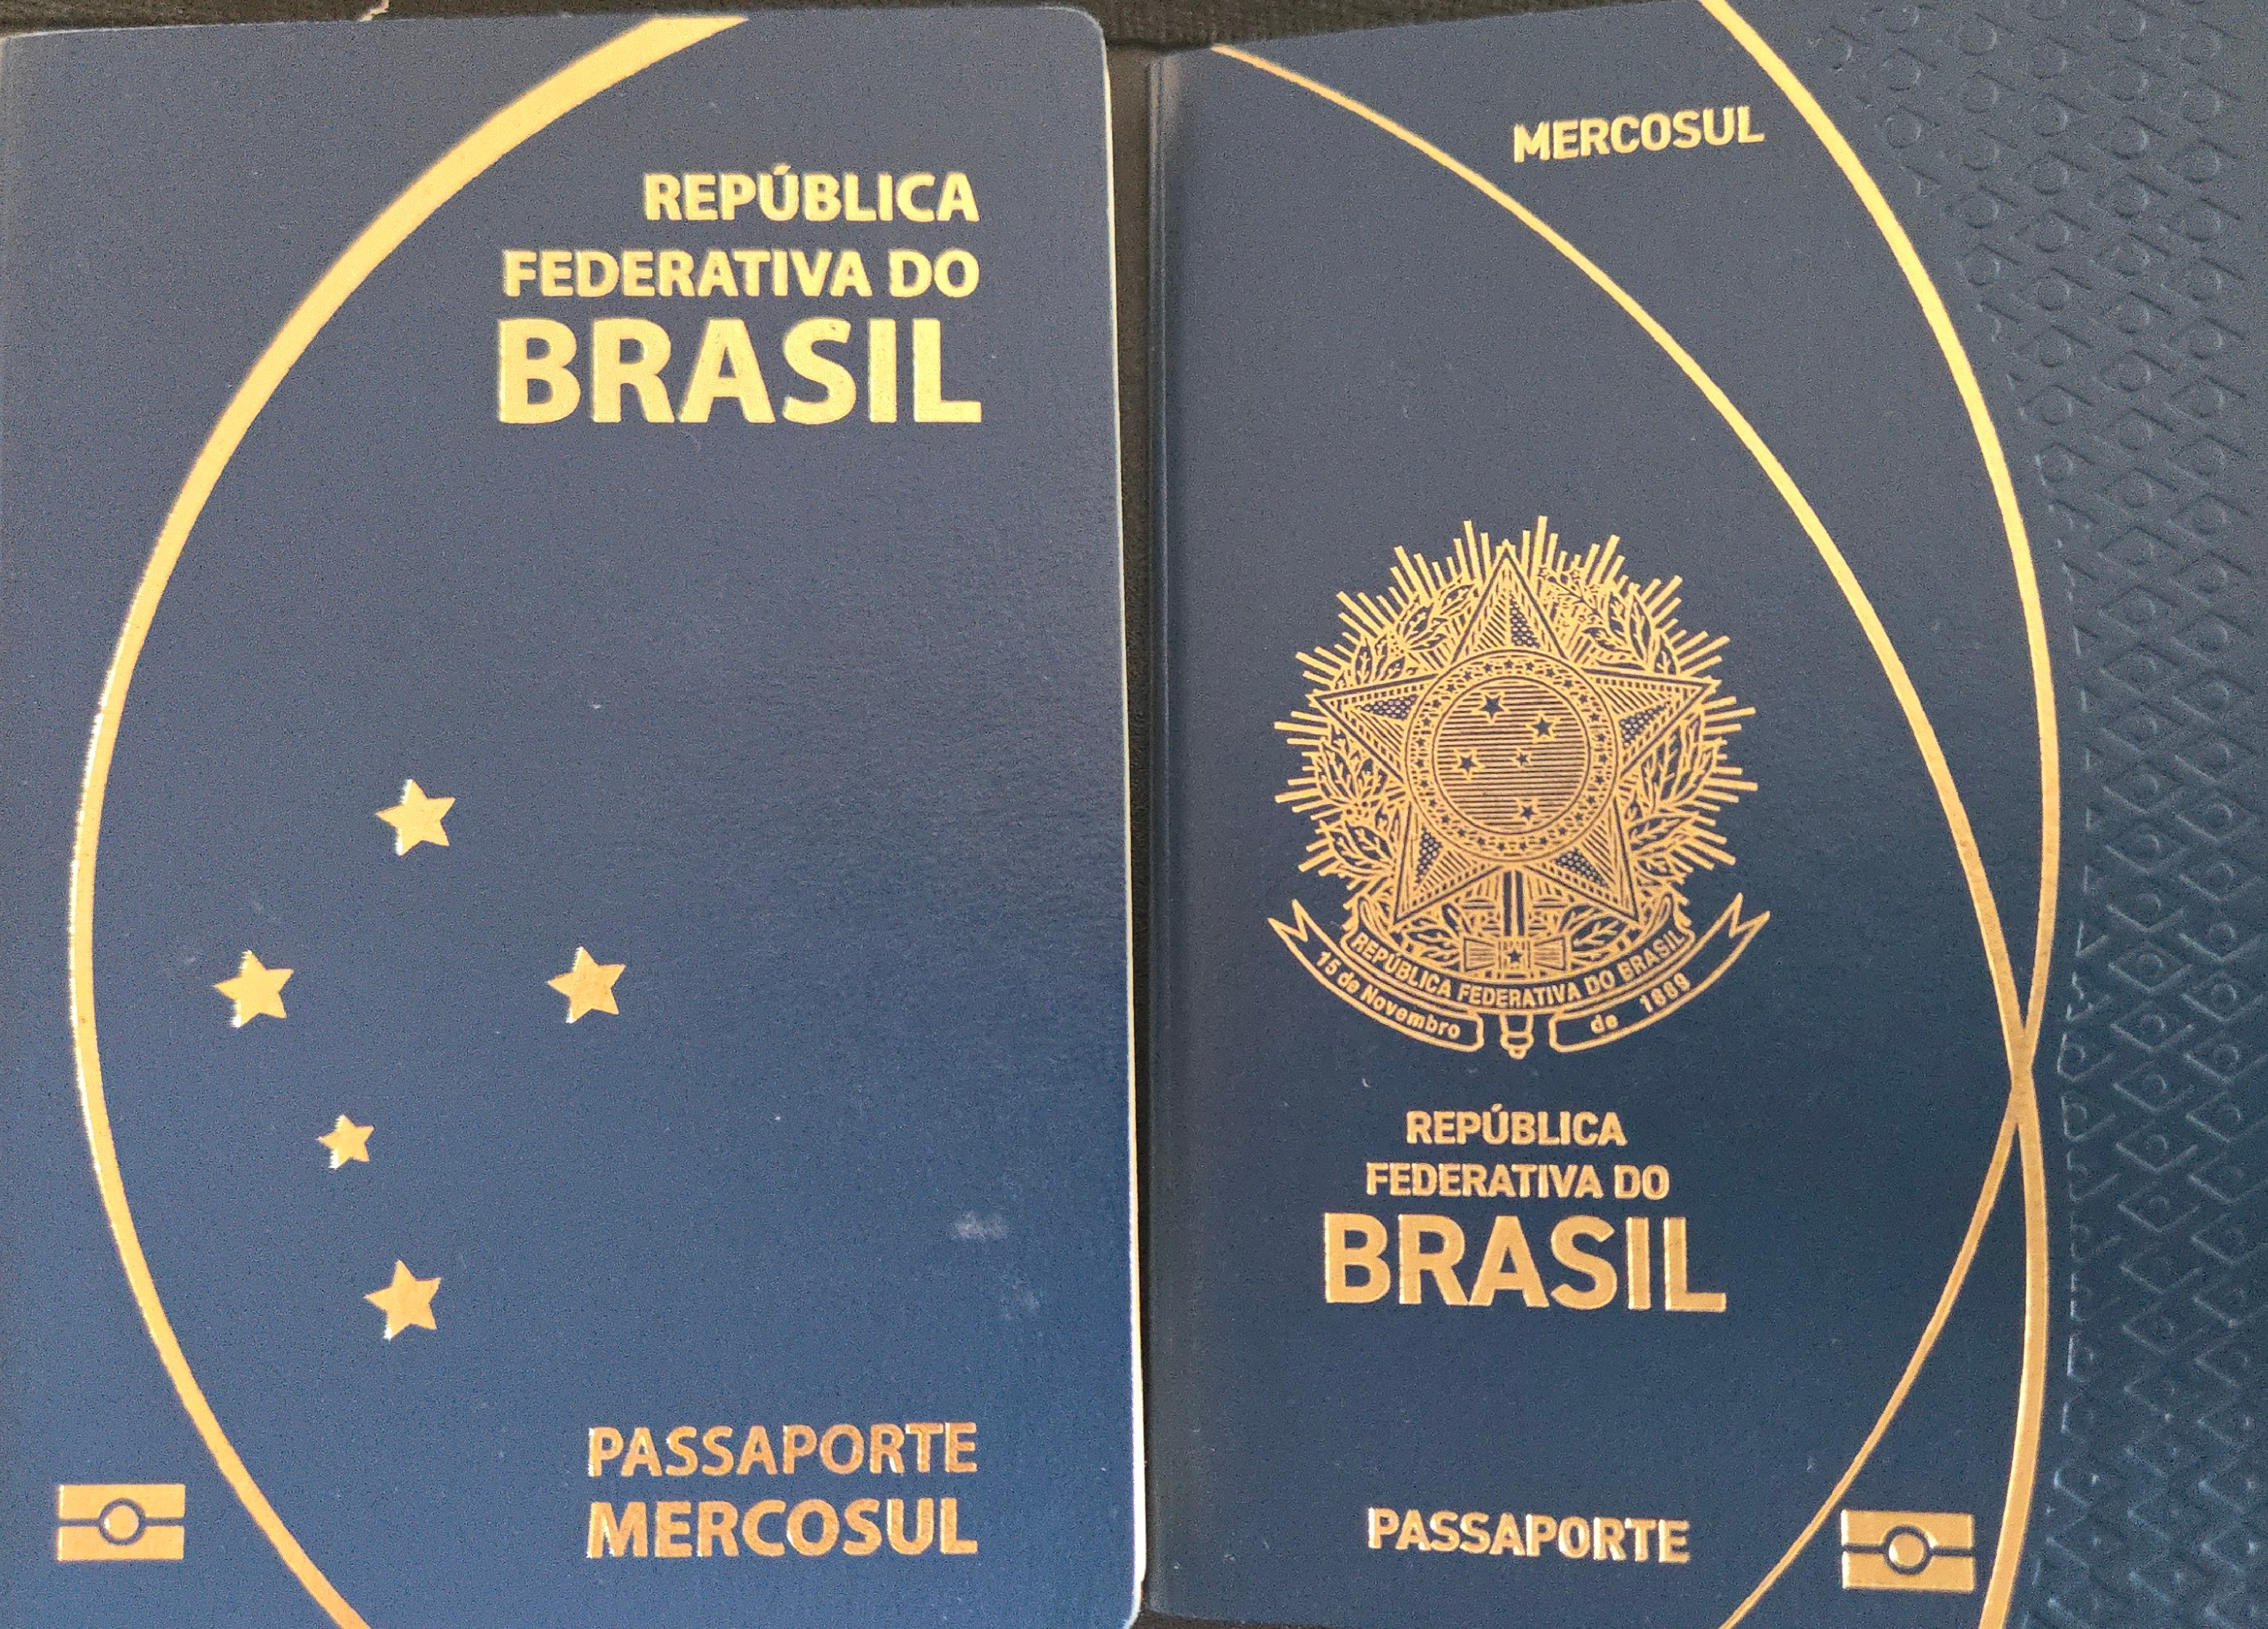 REPÚBLICA
FEDERATIVA DO
BRASIL
PASSAPORTE
MERCOSUL
MERCOSUL
REPÚBLICA FEDERATIVA DO BRASIL
15 de Novembro de 1889
REPÚBLICA
FEDERATIVA DO
BRASIL
PASSAPORTE